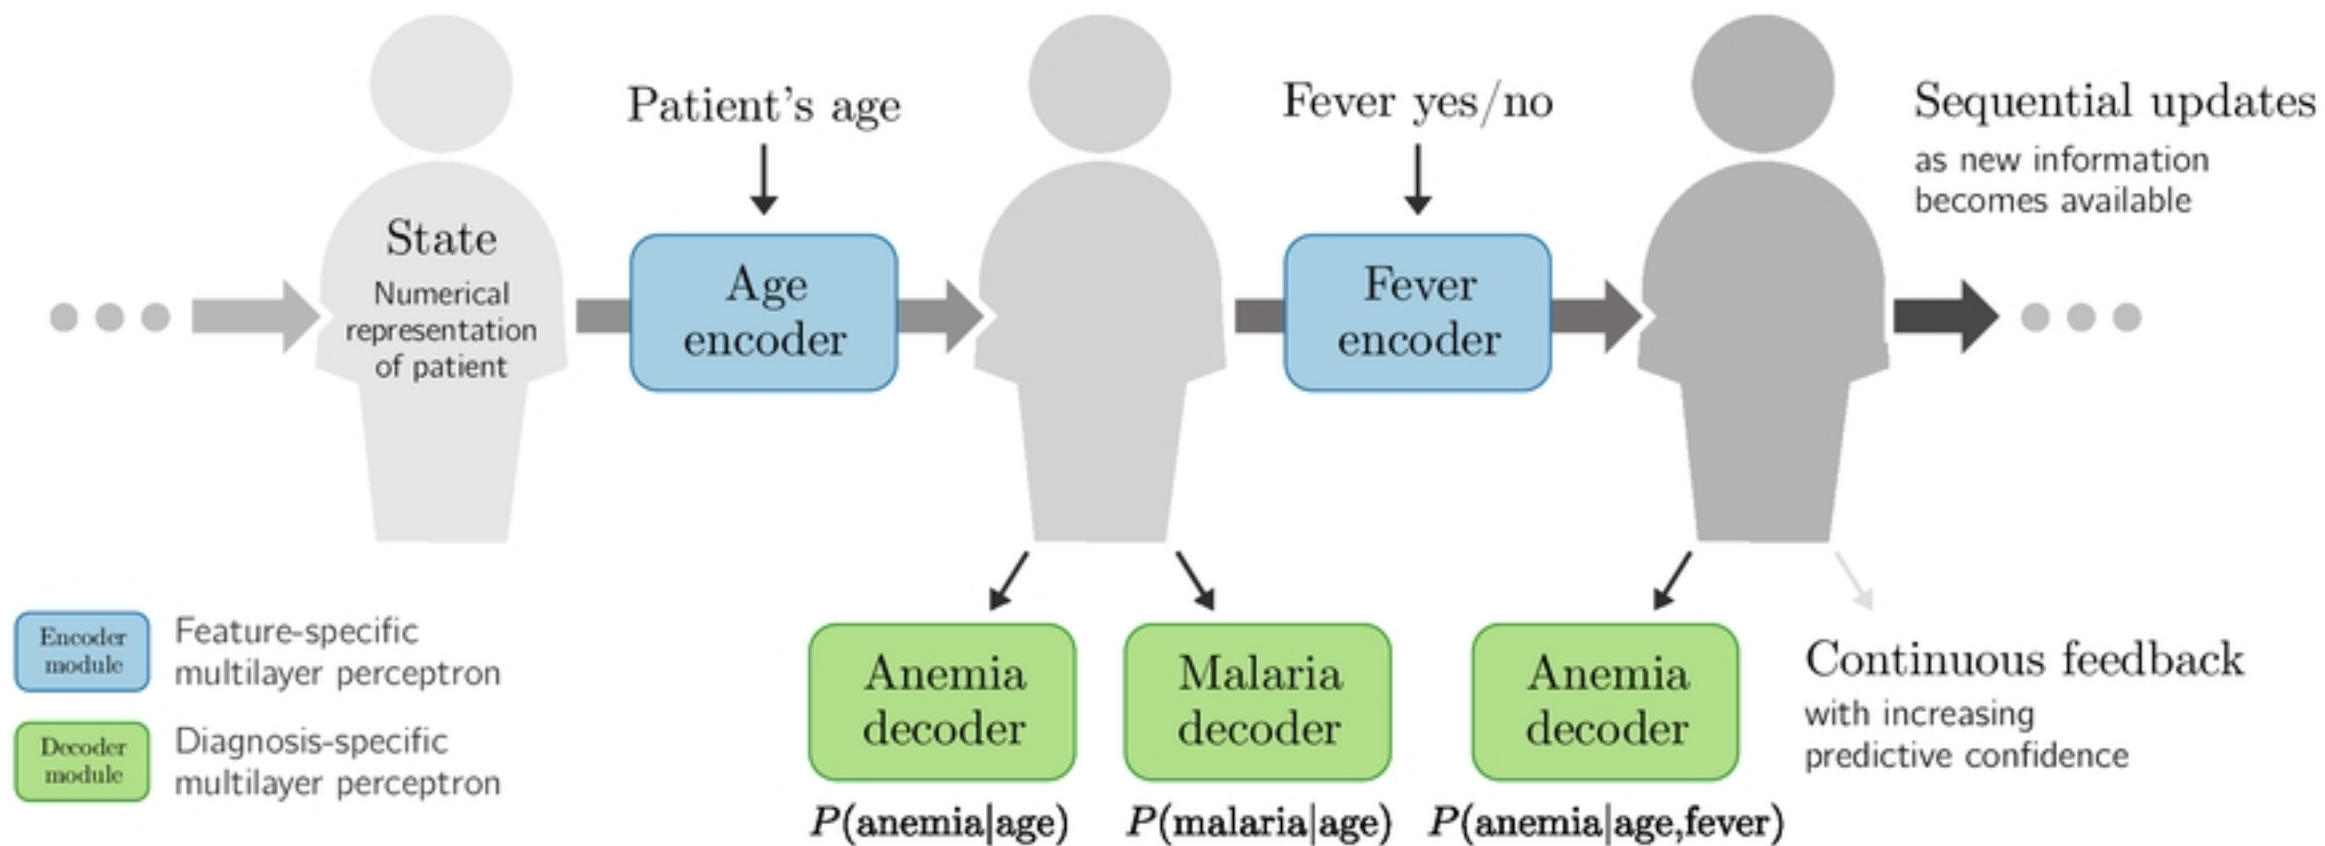 Patient's age
Fever yes/no
Sequential updates
as new information
becomes available
State
Numerical
representation
of patient
Age
encoder
Fever
encoder
Encoder
module
Feature-specific
multilayer perceptron
Decoder
module
Diagnosis-specific
multilayer perceptron
Anemia
decoder
Malaria
decoder
Anemia
decoder
Continuous feedback
with increasing
predictive confidence
P(anemia|age)
P(malaria|age)
P(anemia|age,fever)